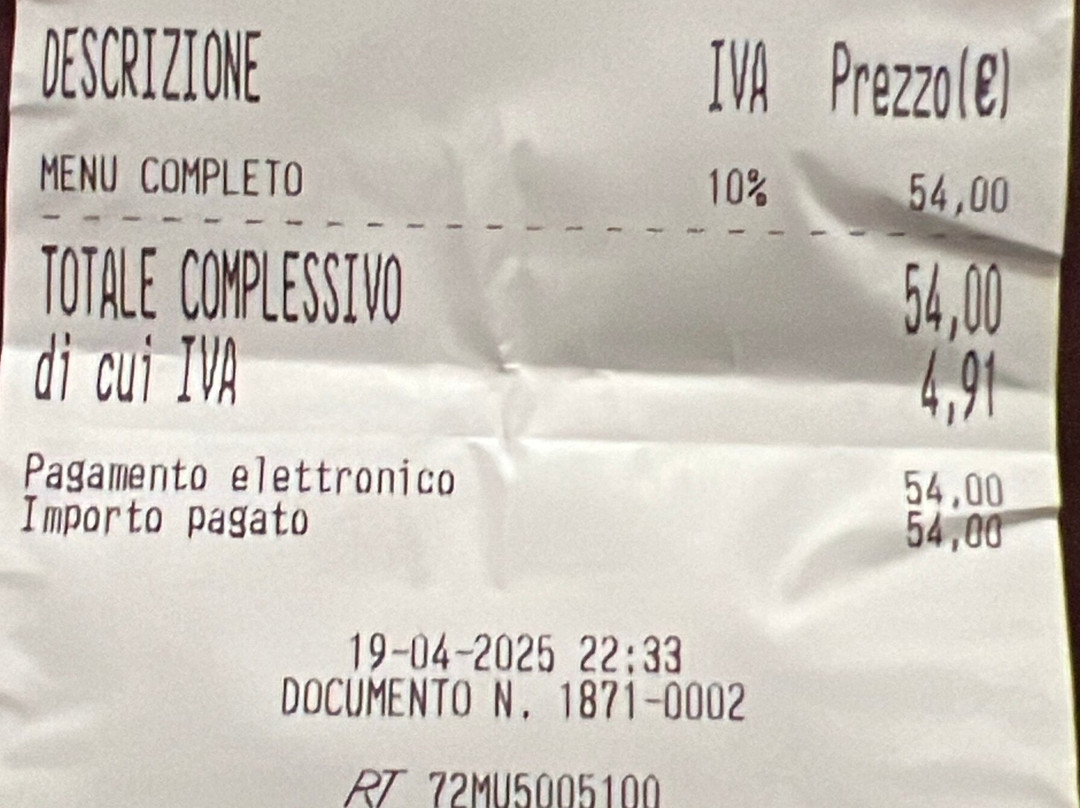 DESCRIZIONE IVA Prezzo(€)
MENU COMPLETO 10% 54,00
TOTALE COMPLESSIVO 54,00
di cui IVA 4,91
Pagamento elettronico 54,00
Importo pagato 54,00
19-04-2025 22:33
DOCUMENTO N. 1871-0002
RT 72MU5005100